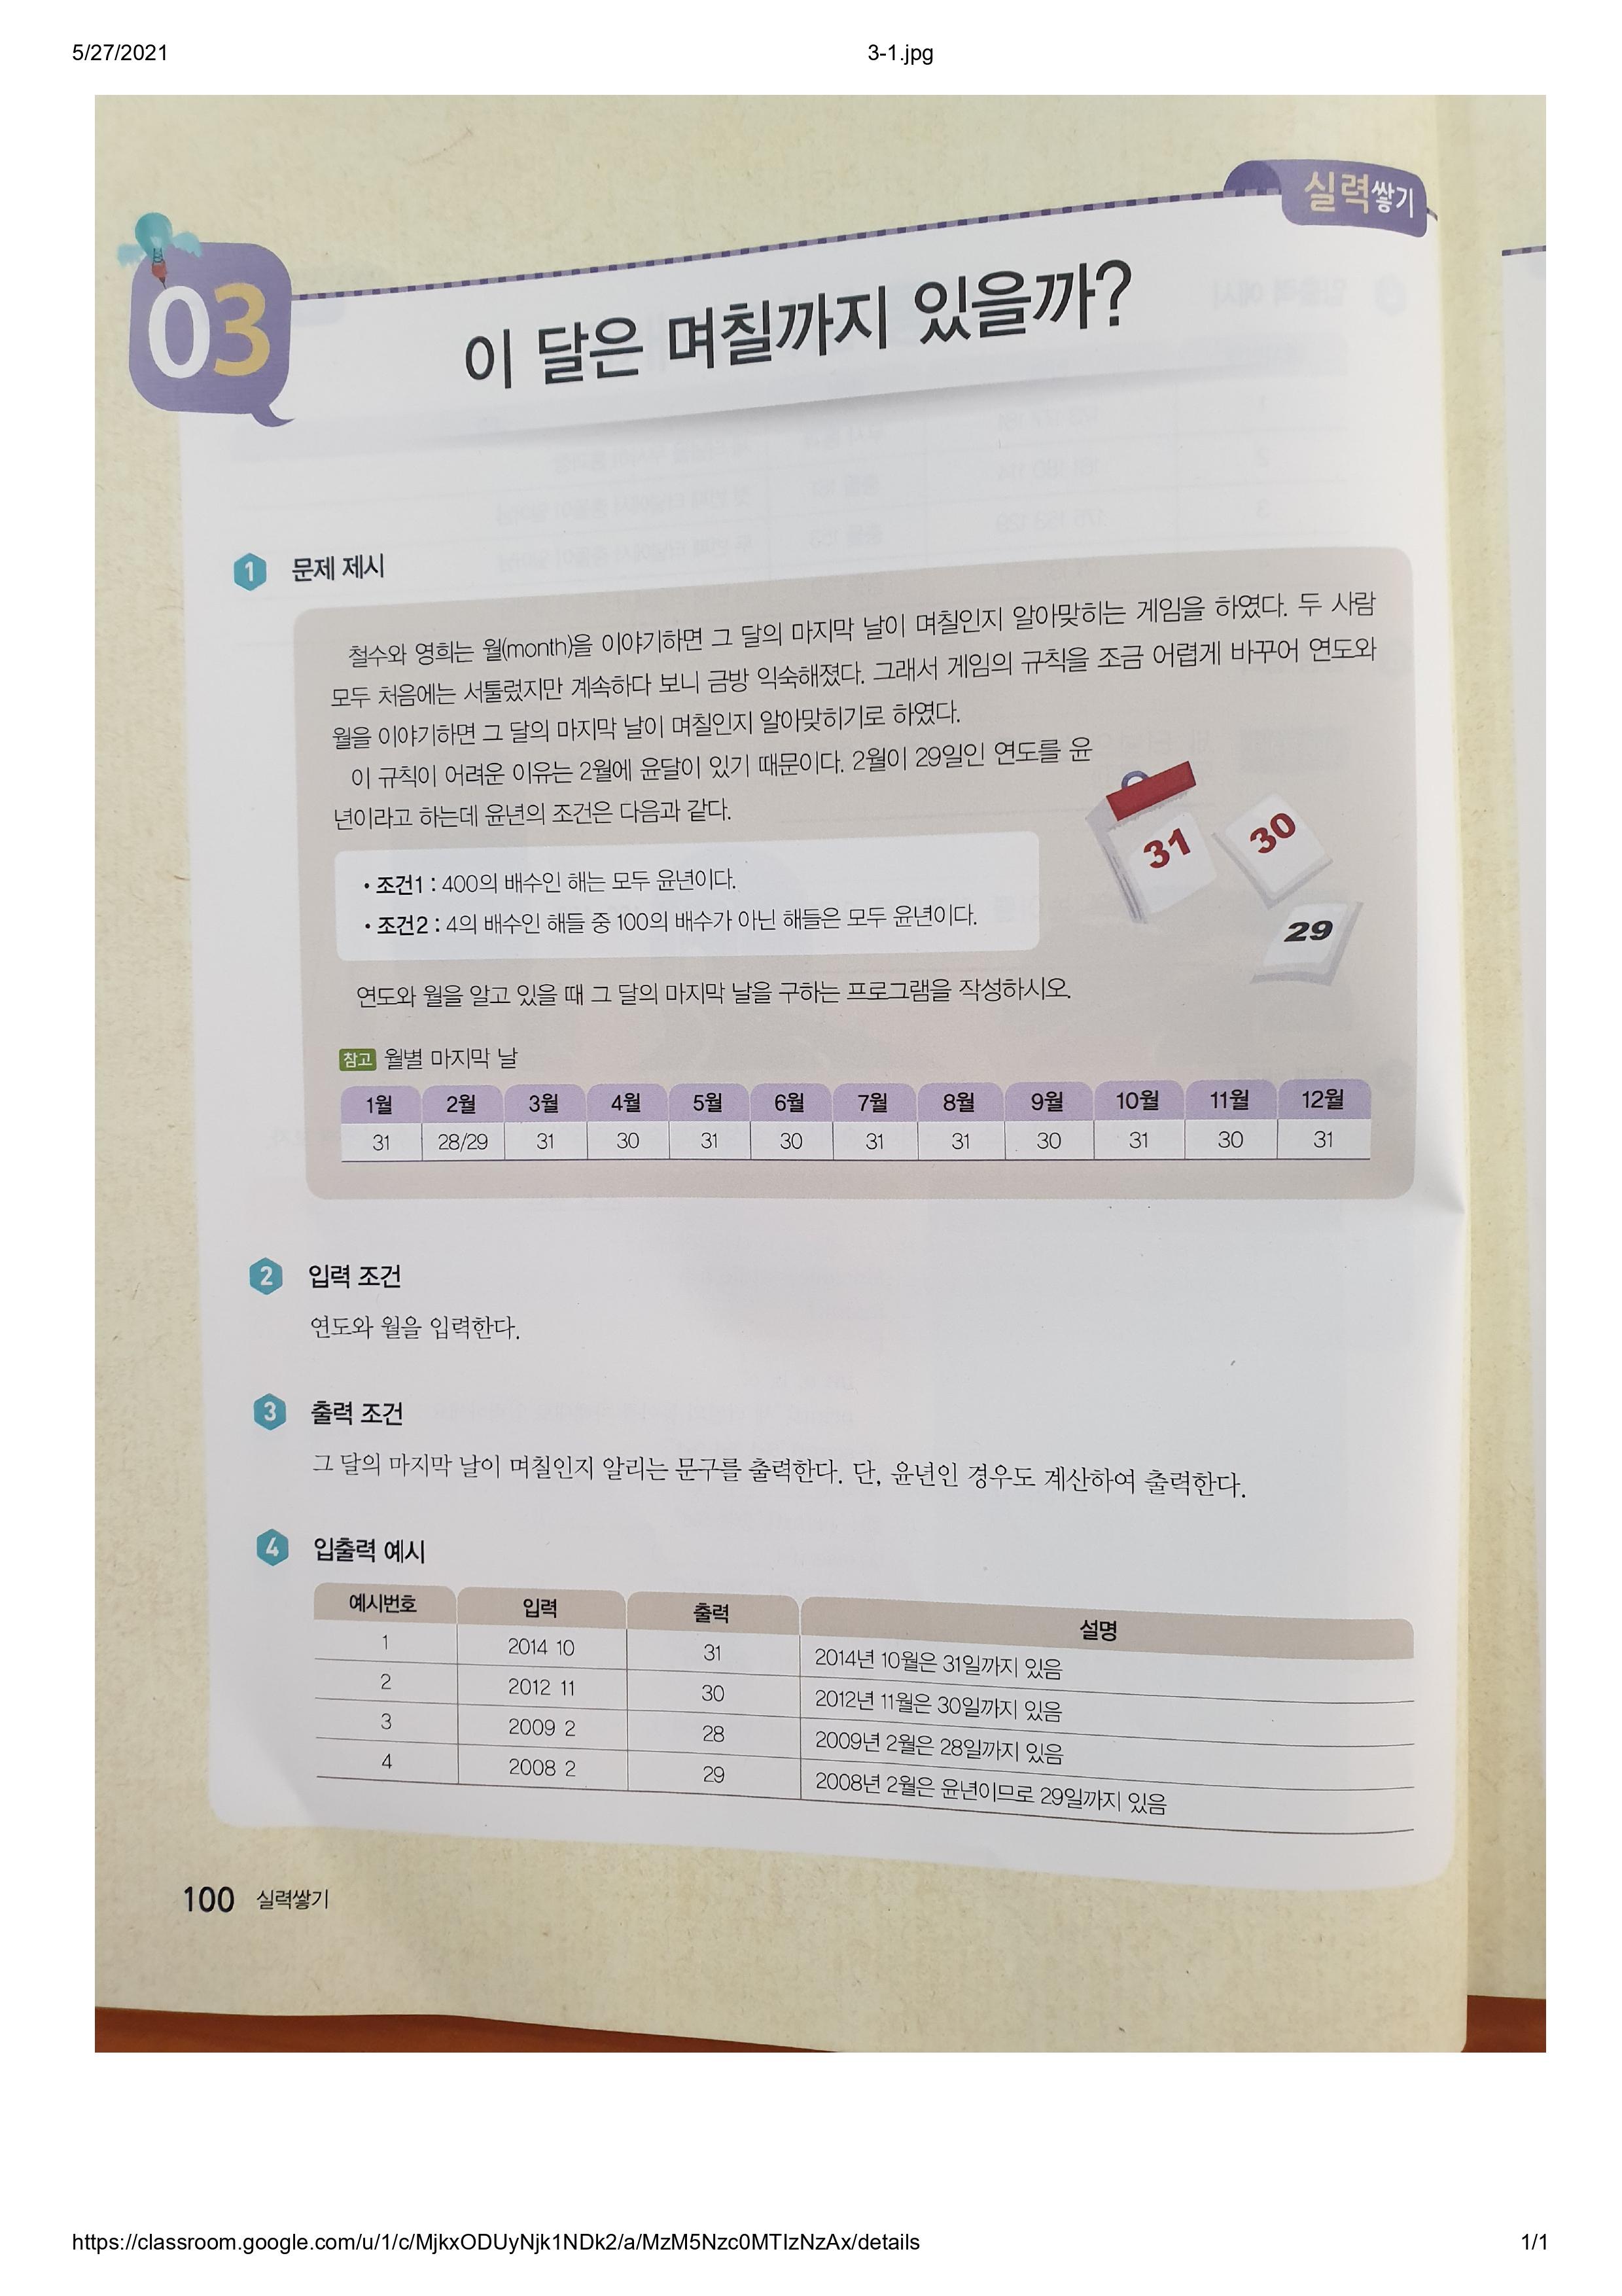 5/27/2021 3-1.jpg
실력쌓기
03
이 달은 며칠까지 있을까?
1 문제 제시
철수와 영희는 월(month)을 이야기하면 그 달의 마지막 날이 며칠인지 알아맞히는 게임을 하였다. 두 사람
모두 처음에는 서툴렀지만 계속하다 보니 금방 익숙해졌다. 그래서 게임의 규칙을 조금 어렵게 바꾸어 연도와
월을 이야기하면 그 달의 마지막 날이 며칠인지 알아맞히기로 하였다.
이 규칙이 어려운 이유는 2월에 윤달이 있기 때문이다. 2월이 29일인 연도를 윤
년이라고 하는데 윤년의 조건은 다음과 같다.
31 30
29
• 조건1 : 400의 배수인 해는 모두 윤년이다.
• 조건2 : 4의 배수인 해들 중 100의 배수가 아닌 해들은 모두 윤년이다.
연도와 월을 알고 있을 때 그 달의 마지막 날을 구하는 프로그램을 작성하시오.
참고 월별 마지막 날
1월 2월 3월 4월 5월 6월 7월 8월 9월 10월 11월 12월
31 28/29 31 30 31 30 31 31 30 31 30 31
2 입력 조건
연도와 월을 입력한다.
3 출력 조건
그 달의 마지막 날이 며칠인지 알리는 문구를 출력한다. 단, 윤년인 경우도 계산하여 출력한다.
4 입출력 예시
예시번호 입력 출력 설명
1 2014 10 31 2014년 10월은 31일까지 있음
2 2012 11 30 2012년 11월은 30일까지 있음
3 2009 2 28 2009년 2월은 28일까지 있음
4 2008 2 29 2008년 2월은 윤년이므로 29일까지 있음
100 실력쌓기
https://classroom.google.com/u/1/c/MjkxODUyNjk1NDk2/a/MzM5Nzc0MTIzNzAx/details 1/1